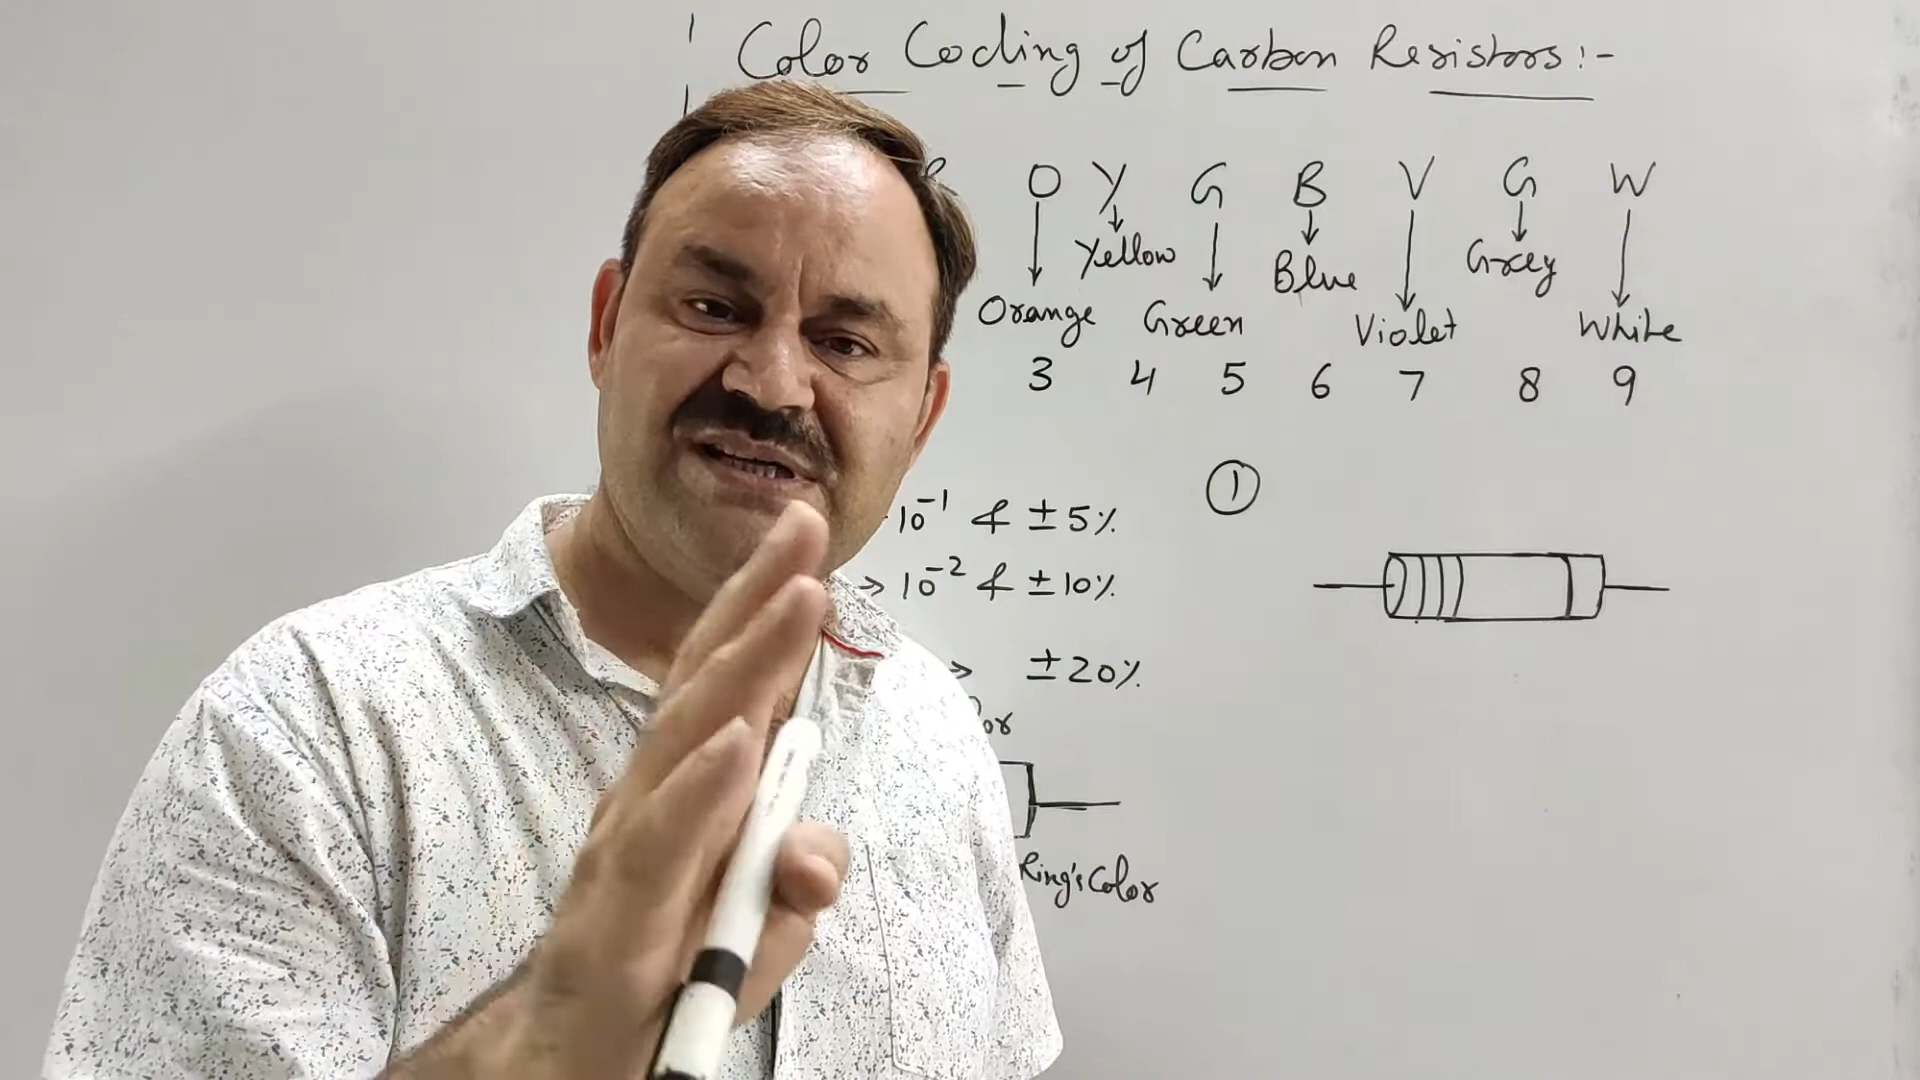 Color Coding of Carbon Resistors:-
O Y G B V G W
Yellow Blue Grey
Orange Green Violet White
3 4 5 6 7 8 9
①
10⁻¹ & ±5%
→ 10⁻² & ±10%
±20%
Ring's Color